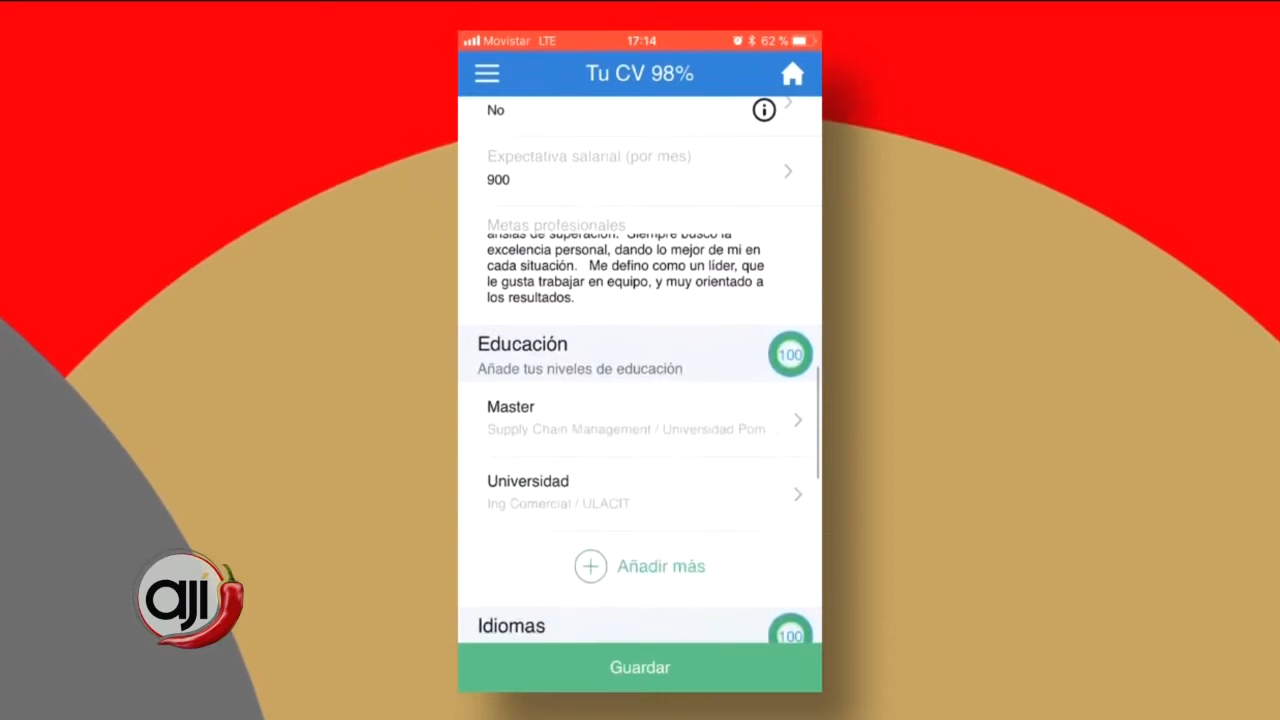 Movistar LTE 17:14 62 %
Tu CV 98%
No
Expectativa salarial (por mes)
900
Metas profesionales
ansias de superación. Siempre busco la
excelencia personal, dando lo mejor de mi en
cada situación. Me defino como un líder, que
le gusta trabajar en equipo, y muy orientado a
los resultados.
Educación
100
Añade tus niveles de educación
Master
Supply Chain Management / Universidad Pom...
Universidad
Ing Comercial / ULACIT
Añadir más
Idiomas
100
Guardar
ají